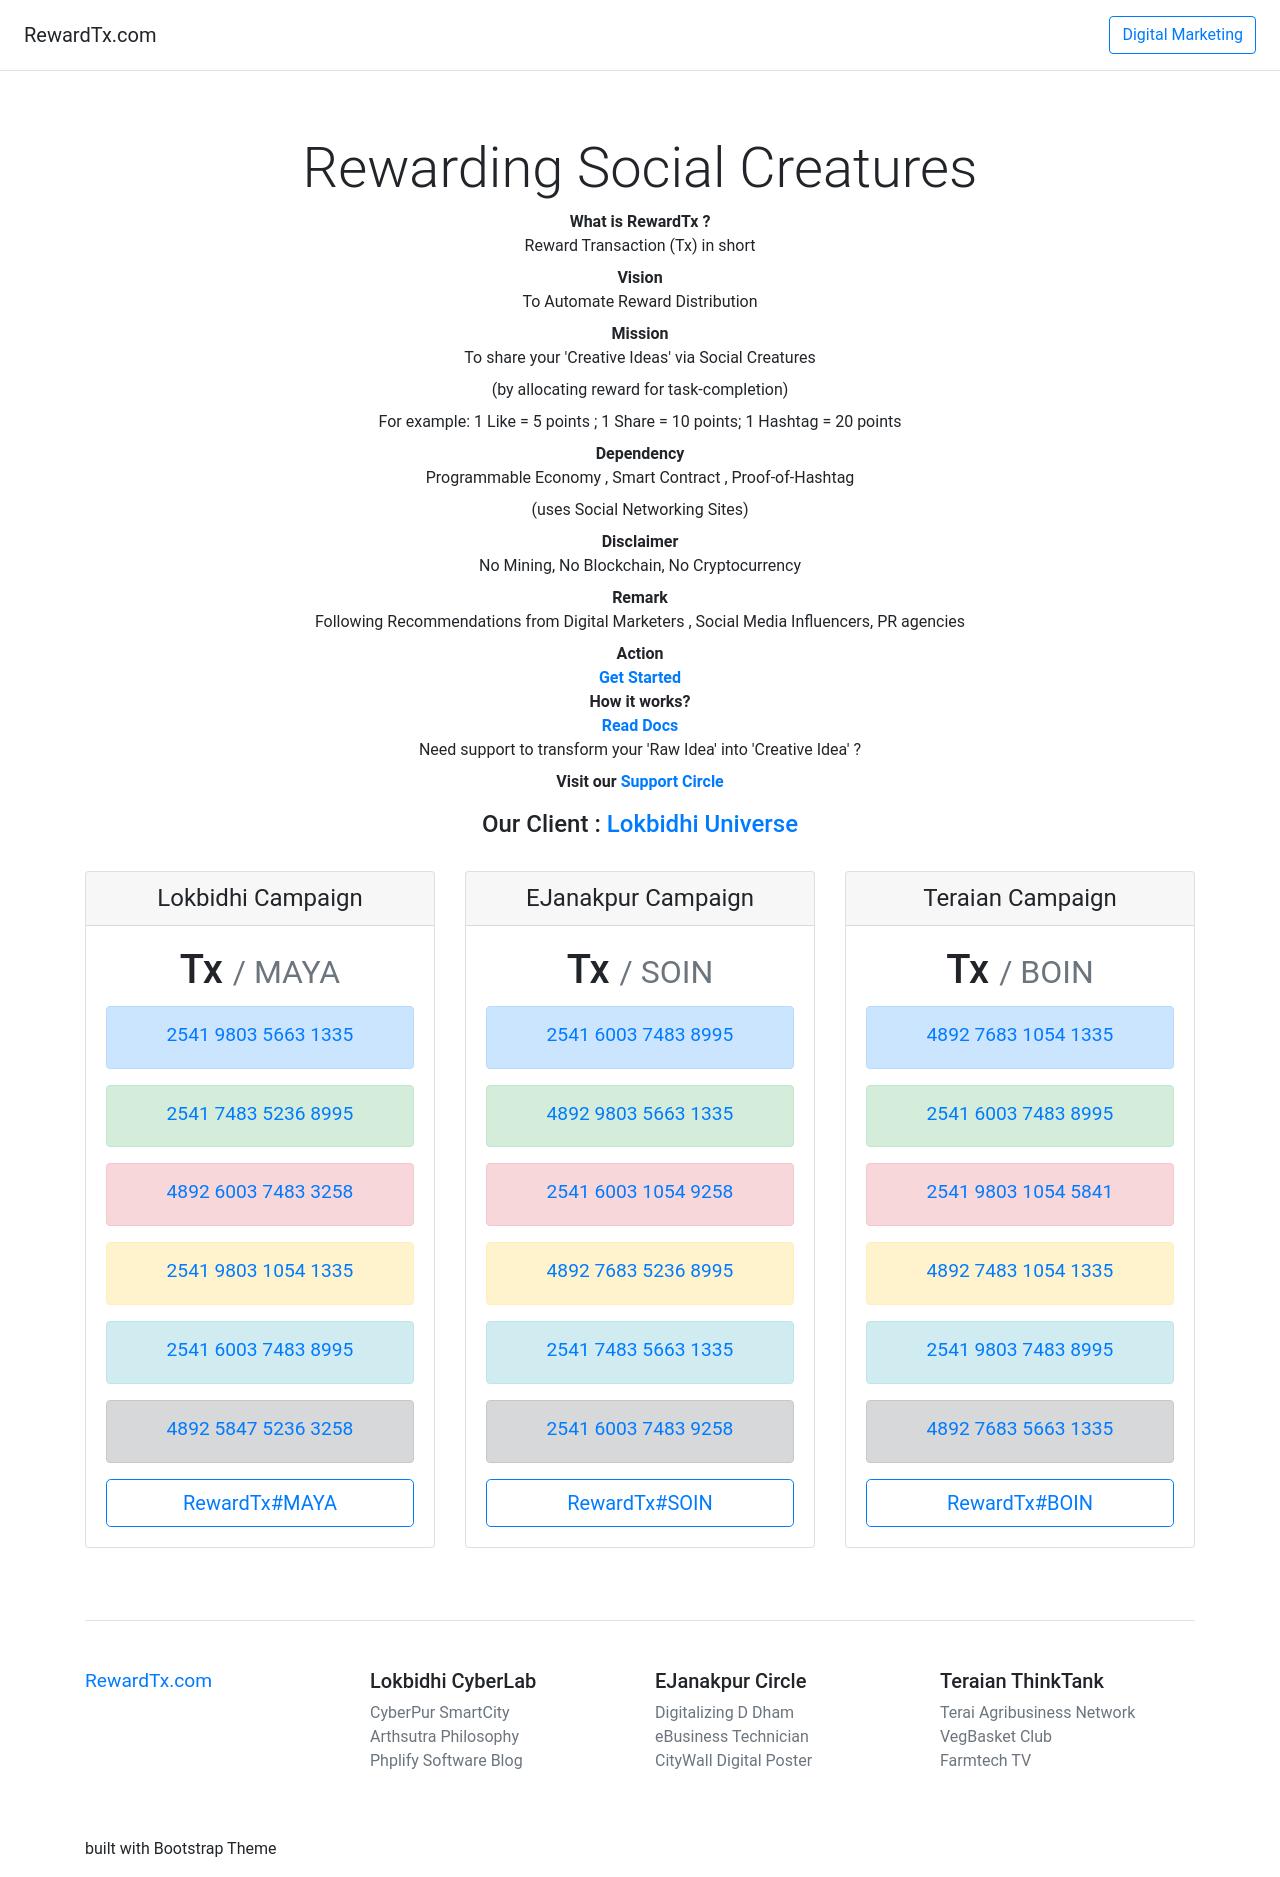 RewardTx.com
Digital Marketing
Rewarding Social Creatures
What is RewardTx ?
Reward Transaction (Tx) in short
Vision
To Automate Reward Distribution
Mission
To share your 'Creative Ideas' via Social Creatures
(by allocating reward for task-completion)
For example: 1 Like = 5 points ; 1 Share = 10 points; 1 Hashtag = 20 points
Dependency
Programmable Economy , Smart Contract , Proof-of-Hashtag
(uses Social Networking Sites)
Disclaimer
No Mining, No Blockchain, No Cryptocurrency
Remark
Following Recommendations from Digital Marketers , Social Media Influencers, PR agencies
Action
Get Started
How it works?
Read Docs
Need support to transform your 'Raw Idea' into 'Creative Idea' ?
Visit our Support Circle
Our Client : Lokbidhi Universe
Lokbidhi Campaign
Tx / MAYA
2541 9803 5663 1335
2541 7483 5236 8995
4892 6003 7483 3258
2541 9803 1054 1335
2541 6003 7483 8995
4892 5847 5236 3258
RewardTx#MAYA
EJanakpur Campaign
Tx / SOIN
2541 6003 7483 8995
4892 9803 5663 1335
2541 6003 1054 9258
4892 7683 5236 8995
2541 7483 5663 1335
2541 6003 7483 9258
RewardTx#SOIN
Teraian Campaign
Tx / BOIN
4892 7683 1054 1335
2541 6003 7483 8995
2541 9803 1054 5841
4892 7483 1054 1335
2541 9803 7483 8995
4892 7683 5663 1335
RewardTx#BOIN
RewardTx.com
Lokbidhi CyberLab
CyberPur SmartCity
Arthsutra Philosophy
Phplify Software Blog
EJanakpur Circle
Digitalizing D Dham
eBusiness Technician
CityWall Digital Poster
Teraian ThinkTank
Terai Agribusiness Network
VegBasket Club
Farmtech TV
built with Bootstrap Theme